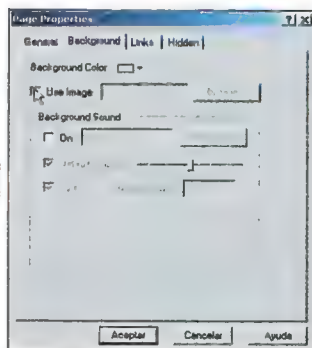 Page Properties
General Background Links Hidden
Background Color
Use Image
Background Sound
On
Aceptar Cancelar Ayuda